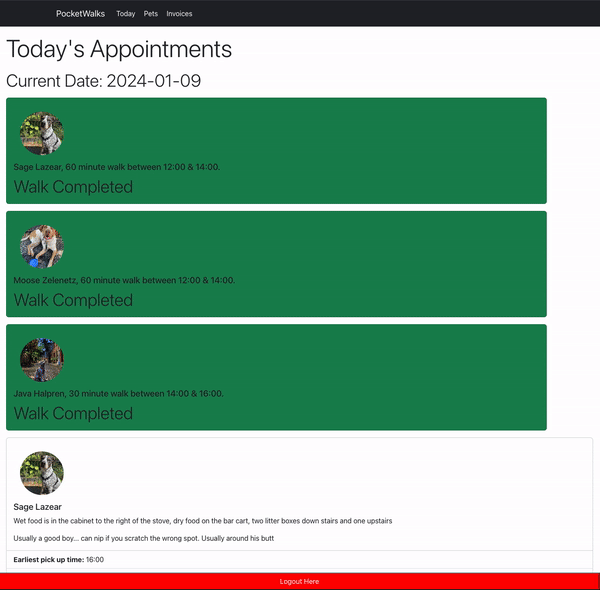 PocketWalks Today Pets Invoices
Today's Appointments
Current Date: 2024-01-09
Sage Lazear, 60 minute walk between 12:00 & 14:00.
Walk Completed
Moose Zelenetz, 60 minute walk between 12:00 & 14:00.
Walk Completed
Java Halpren, 30 minute walk between 14:00 & 16:00.
Walk Completed
Sage Lazear
Wet food is in the cabinet to the right of the stove, dry food on the bar cart, two litter boxes down stairs and one upstairs
Usually a good boy... can nip if you scratch the wrong spot. Usually around his butt
Earliest pick up time: 16:00
Logout Here